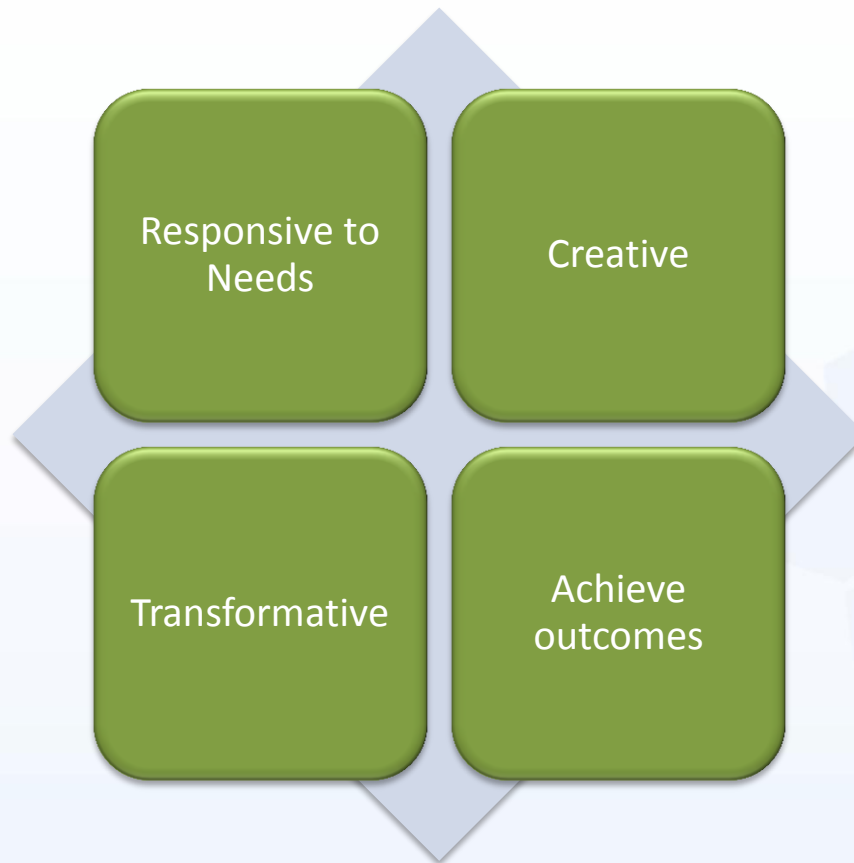 Responsive to
Needs
Creative
Transformative
Achieve
outcomes